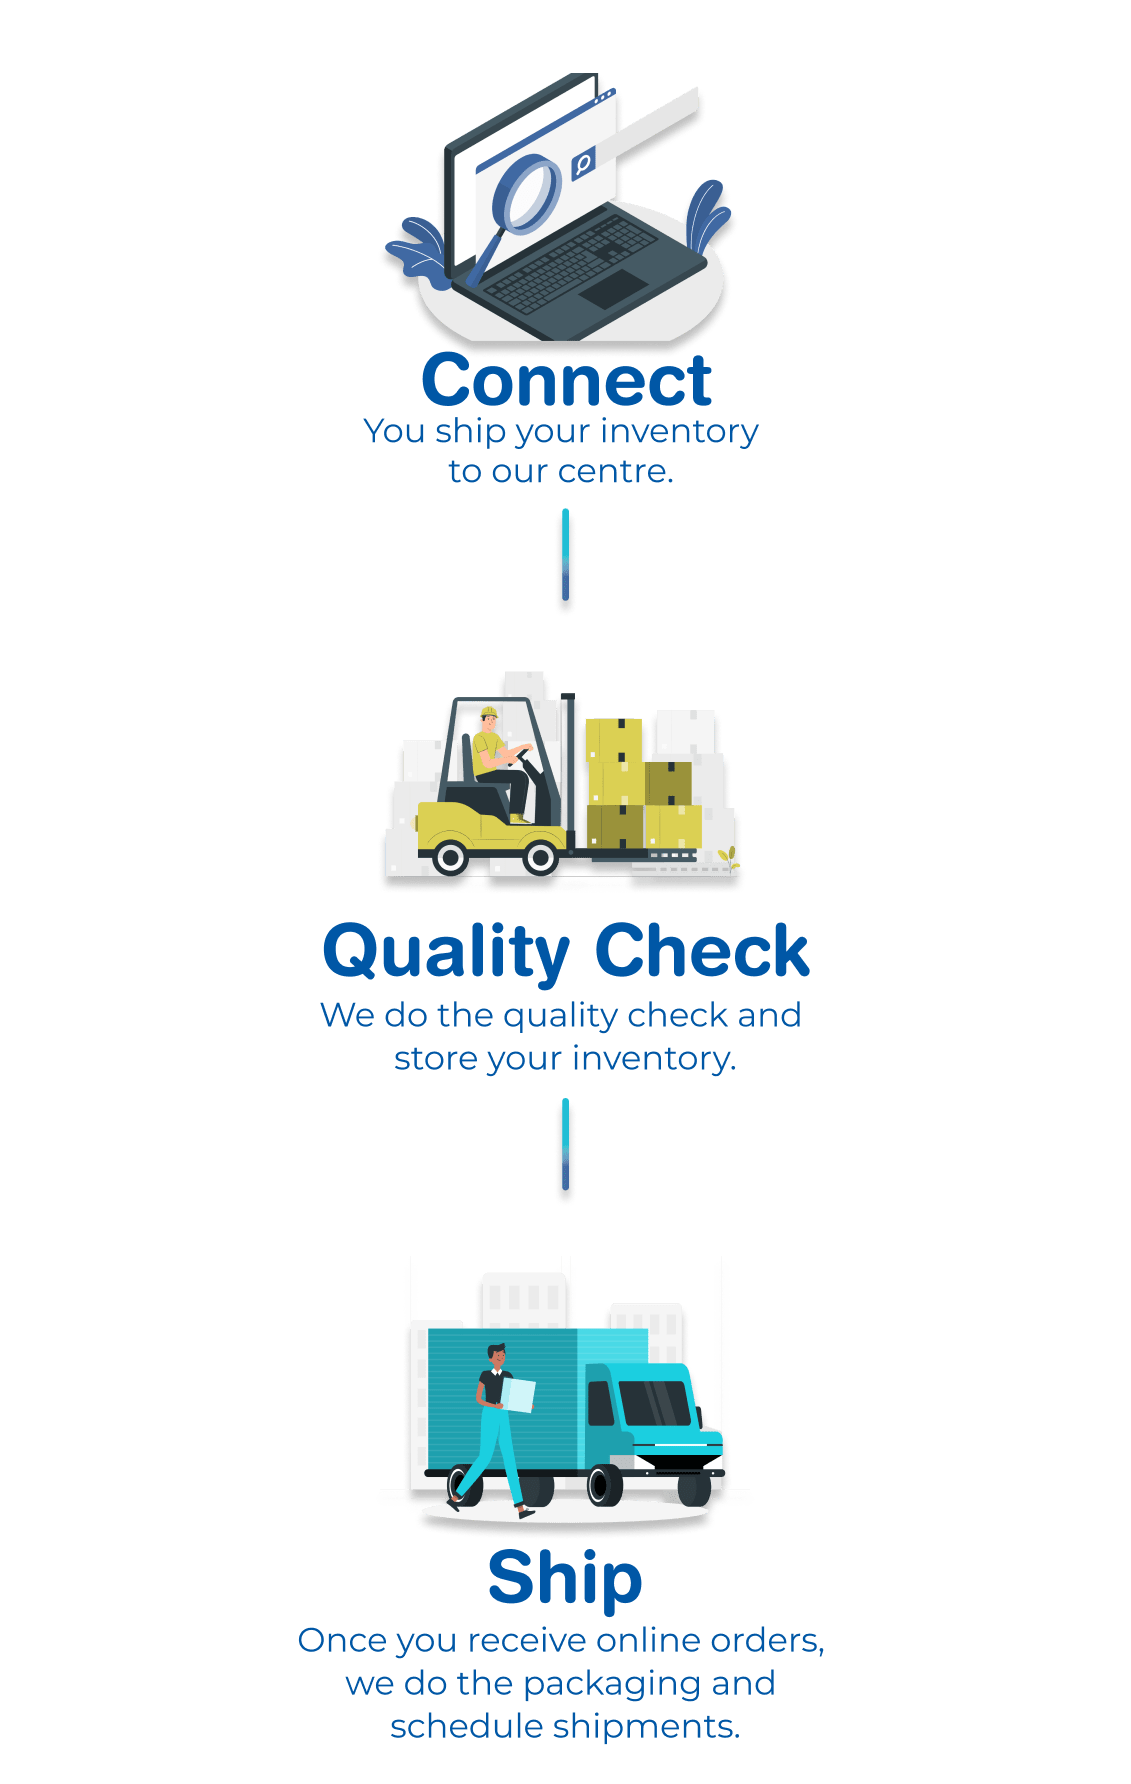 Connect
You ship your inventory
to our centre.
Quality Check
We do the quality check and
store your inventory.
Ship
Once you receive online orders,
we do the packaging and
schedule shipments.